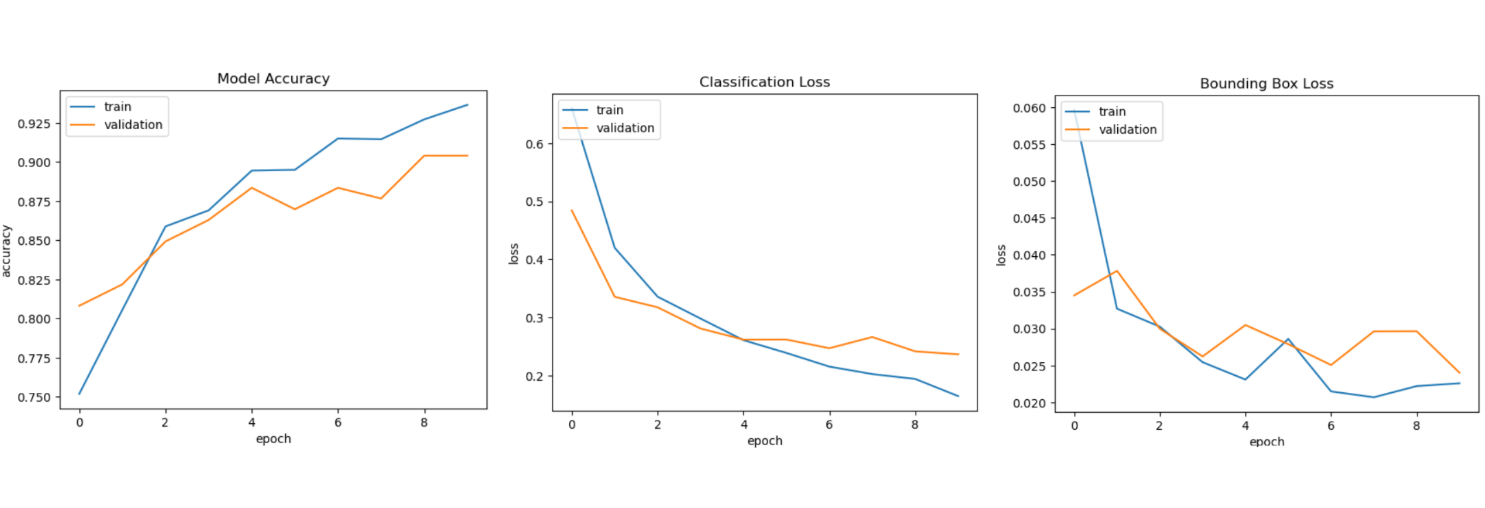 Model Accuracy
train
validation
0.925
0.900
0.875
0.850
0.825
0.800
0.775
0.750
accuracy
0 2 4 6 8
epoch
Classification Loss
train
validation
0.6
0.5
0.4
0.3
0.2
loss
0 2 4 6 8
epoch
Bounding Box Loss
train
validation
0.060
0.055
0.050
0.045
0.040
0.035
0.030
0.025
0.020
loss
0 2 4 6 8
epoch